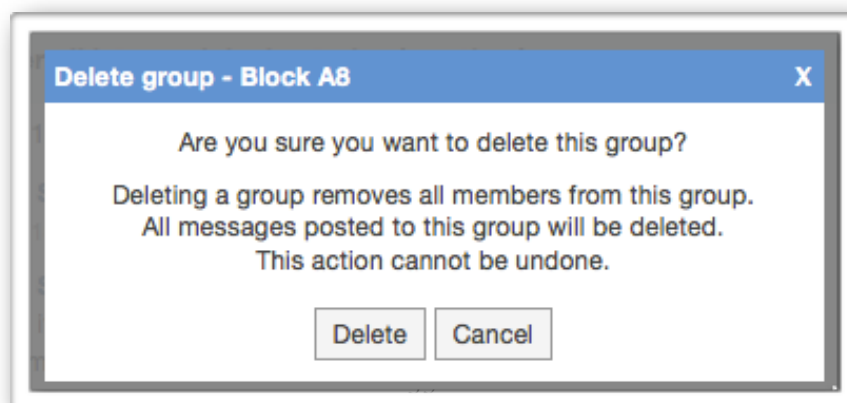 Delete group - Block A8 X
Are you sure you want to delete this group?
Deleting a group removes all members from this group.
All messages posted to this group will be deleted.
This action cannot be undone.
Delete Cancel